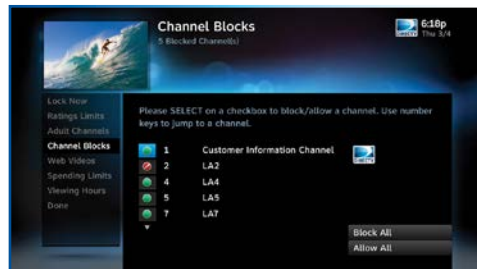 Channel Blocks
5 Blocked Channel(s)
DIRECTV
6:18p
Thu 3/4
Lock Now
Ratings Limits
Adult Channels
Channel Blocks
Web Videos
Spending Limits
Viewing Hours
Done
Please SELECT on a checkbox to block/allow a channel. Use number
keys to jump to a channel.
1 Customer Information Channel DIRECTV
2 LA2
4 LA4
5 LA5
7 LA7
Block All
Allow All